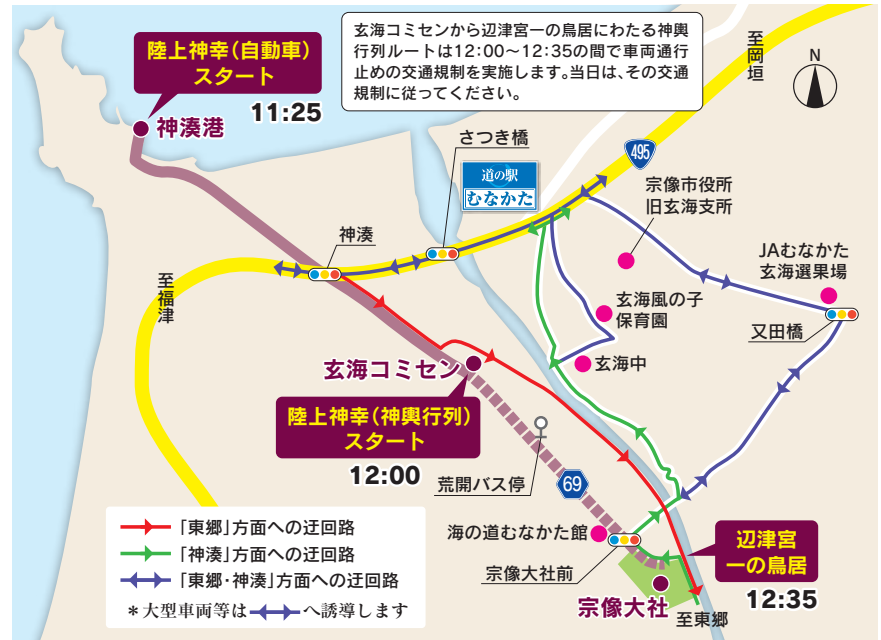 玄海コミセンから辺津宮一の鳥居にわたる神輿
行列ルートは12:00～12:35の間で車両通行
止めの交通規制を実施します。当日は、その交通
規制に従ってください。
陸上神幸(自動車)
スタート
11:25
神湊港
至岡垣
N
さつき橋
495
道の駅
むなかた
宗像市役所
旧玄海支所
神湊
JAむなかた
玄海選果場
至福津
玄海風の子
保育園
又田橋
玄海コミセン
玄海中
陸上神幸(神輿行列)
スタート
12:00
荒開バス停
69
海の道むなかた館
宗像大社前
辺津宮
一の鳥居
12:35
宗像大社
至東郷
「東郷」方面への迂回路
「神湊」方面への迂回路
「東郷・神湊」方面への迂回路
＊大型車両等は へ誘導します